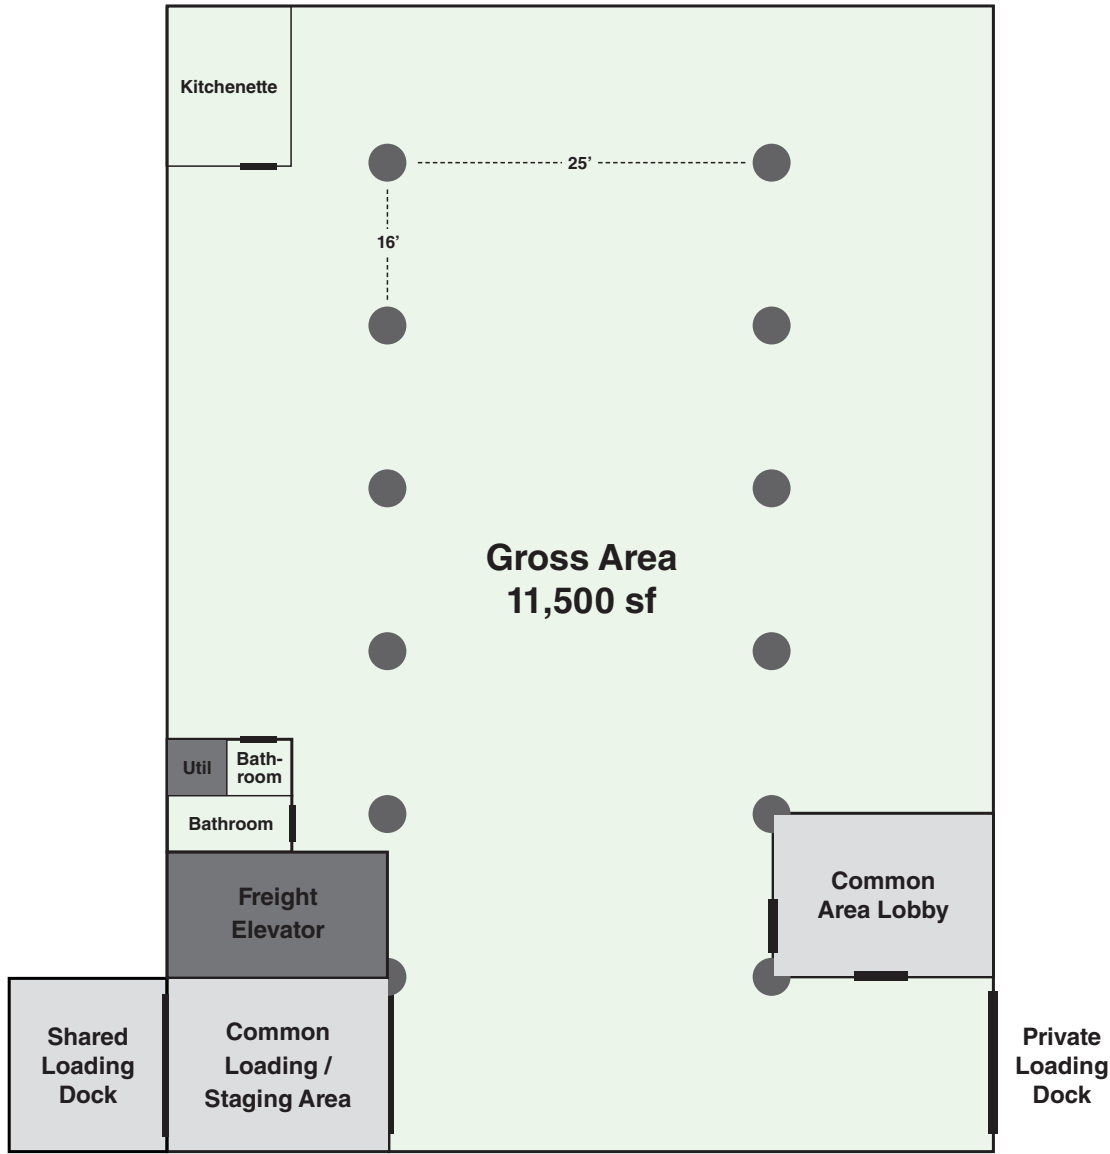 Kitchenette
25’
16’
Gross Area
11,500 sf
Util
Bath-
room
Bathroom
Freight
Elevator
Common
Area Lobby
Shared
Loading
Dock
Common
Loading /
Staging Area
Private
Loading
Dock